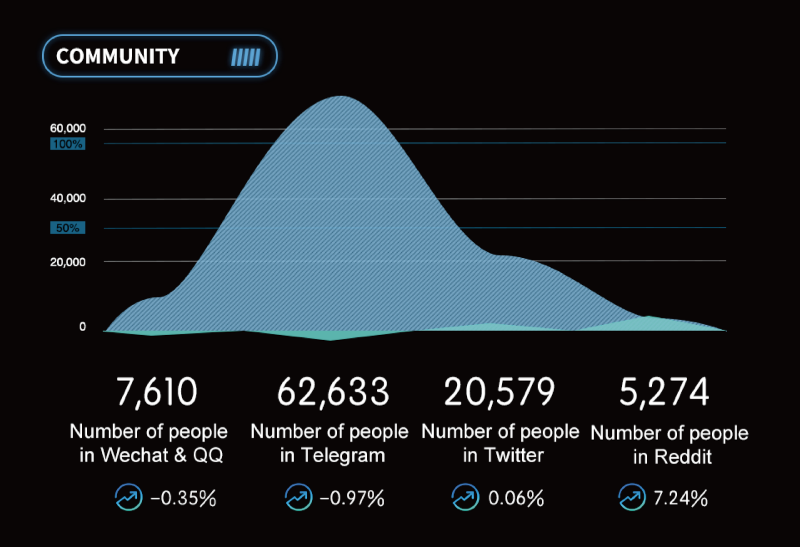 COMMUNITY
60,000
100%
40,000
50%
20,000
0
7,610
62,633
20,579
5,274
Number of people
in Wechat & QQ
Number of people
in Telegram
Number of people
in Twitter
Number of people
in Reddit
−0.35%
−0.97%
0.06%
7.24%